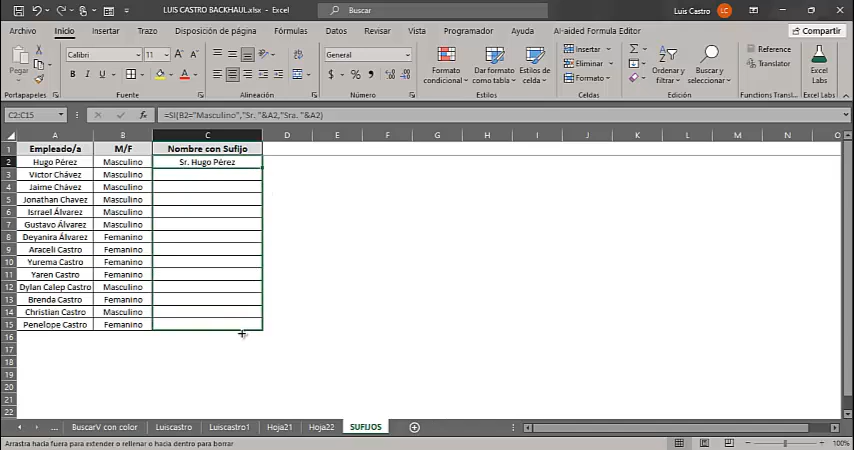 LUIS CASTRO BACKHAUL.xlsx - Excel
Buscar
Luis Castro
LC
Archivo Inicio Insertar Trazo Disposición de página Fórmulas Datos Revisar Vista Programador Ayuda AI-aided Formula Editor
Compartir
Pegar
Calibri 11
N K S
General
$ %
Formato condicional
Dar formato como tabla
Estilos de celda
Insertar
Eliminar
Formato
Ordenar y filtrar
Buscar y seleccionar
Reference
Translator
Excel Labs
Portapapeles Fuente Alineación Número Estilos Celdas Edición Functions Transl... Excel Labs
C2:C15 fx =SI(B2="Masculino","Sr. "&A2,"Sra. "&A2)
A B C D E F G H I J K L M N O
1 Empleado/a M/F Nombre con Sufijo
2 Hugo Pérez Masculino Sr. Hugo Pérez
3 Victor Chávez Masculino
4 Jaime Chávez Masculino
5 Jonathan Chavez Masculino
6 Isrrael Álvarez Masculino
7 Gustavo Álvarez Masculino
8 Deyanira Álvarez Femanino
9 Araceli Castro Femanino
10 Yurema Castro Femanino
11 Yaren Castro Femanino
12 Dylan Calep Castro Masculino
13 Brenda Castro Femanino
14 Christian Castro Masculino
15 Penelope Castro Femanino
16
17
18
19
20
21
22
... BuscarV con color Luiscastro Luiscastro1 Hoja21 Hoja22 SUFIJOS
Arrastra hacia fuera para extender o rellenar o hacia dentro para borrar
100%